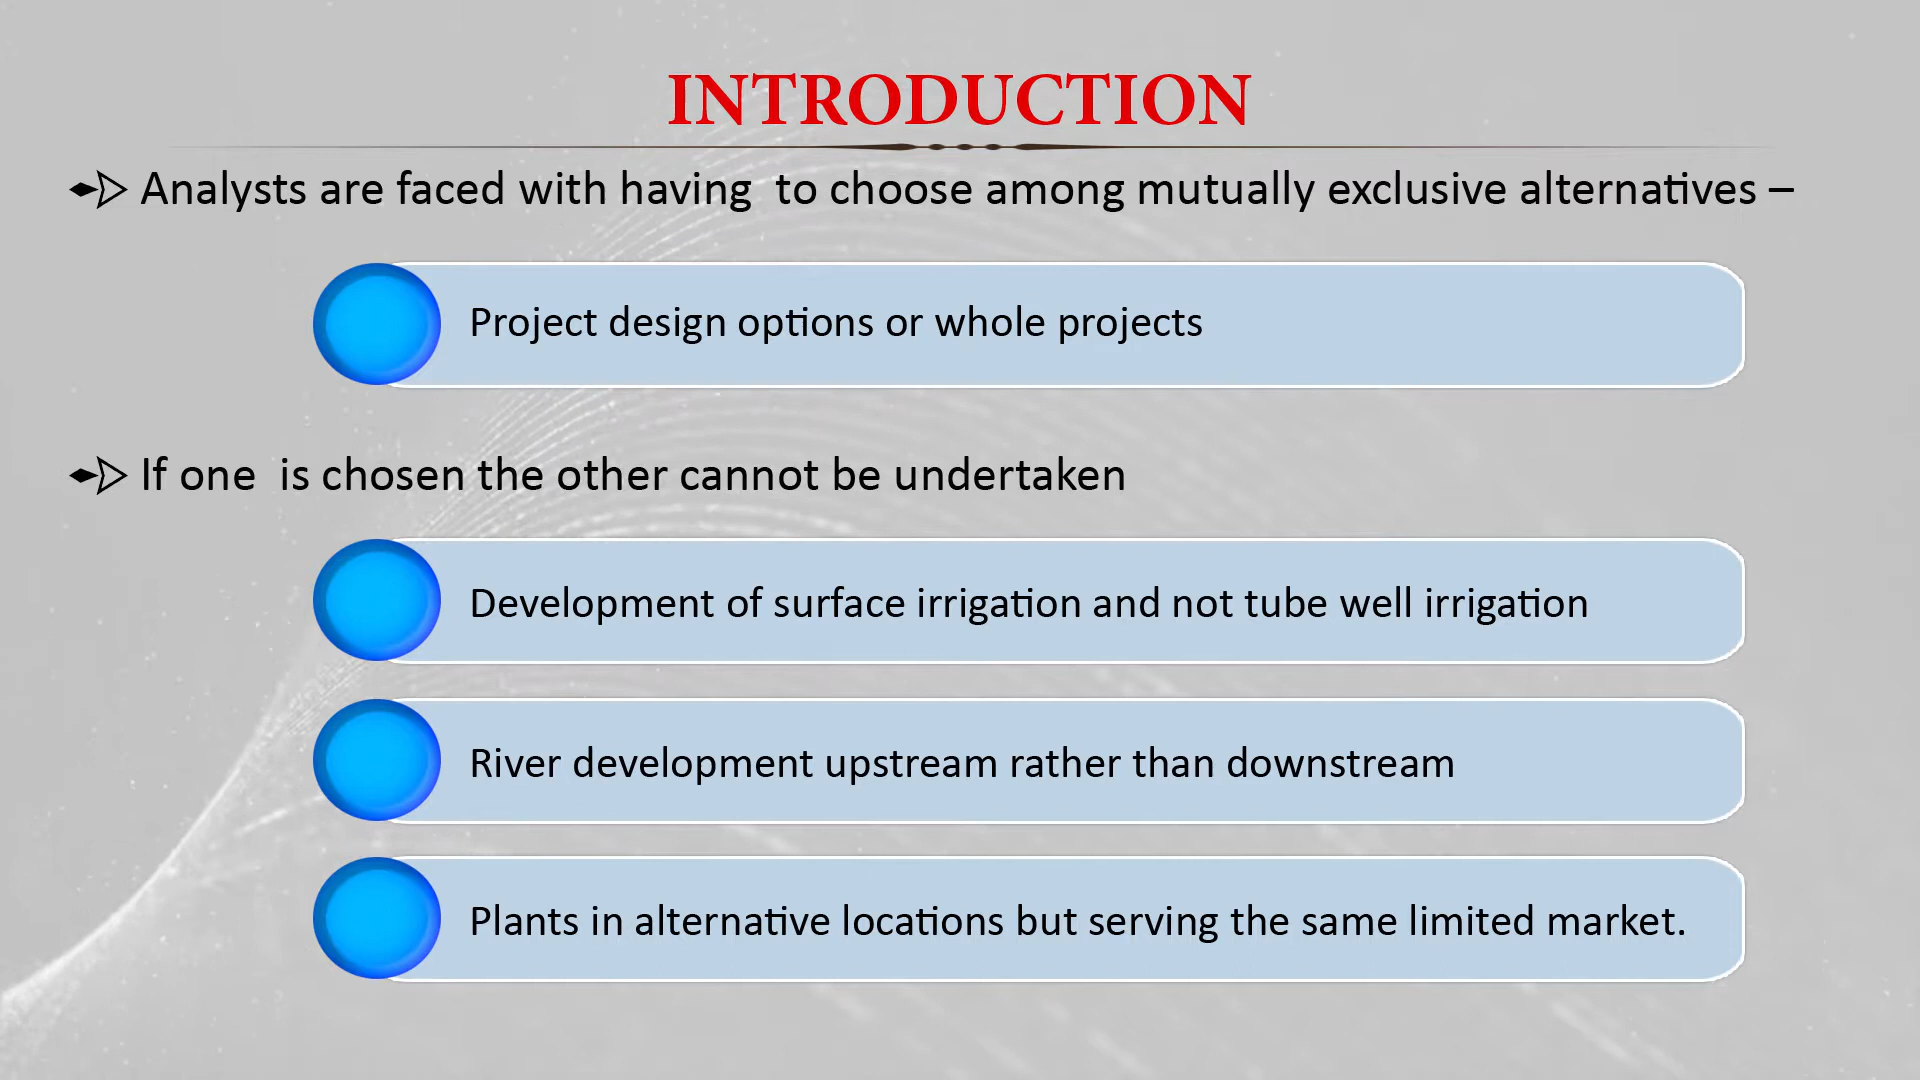 INTRODUCTION
Analysts are faced with having  to choose among mutually exclusive alternatives –
Project design options or whole projects
If one  is chosen the other cannot be undertaken
Development of surface irrigation and not tube well irrigation
River development upstream rather than downstream
Plants in alternative locations but serving the same limited market.